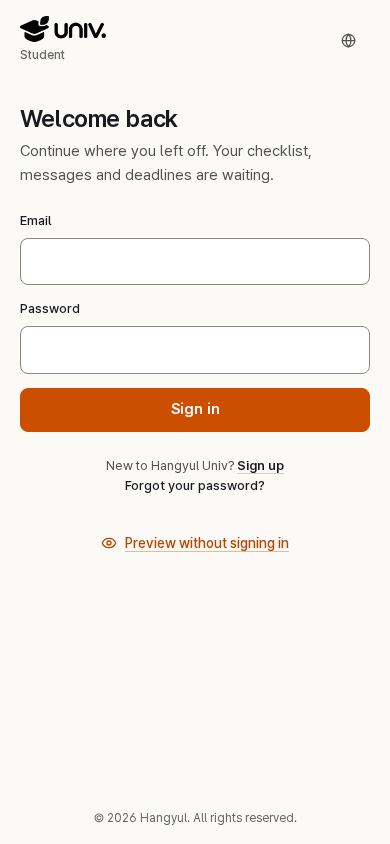 UNIV.
Student
Welcome back
Continue where you left off. Your checklist,
messages and deadlines are waiting.
Email
Password
Sign in
New to Hangyul Univ? Sign up
Forgot your password?
Preview without signing in
© 2026 Hangyul. All rights reserved.